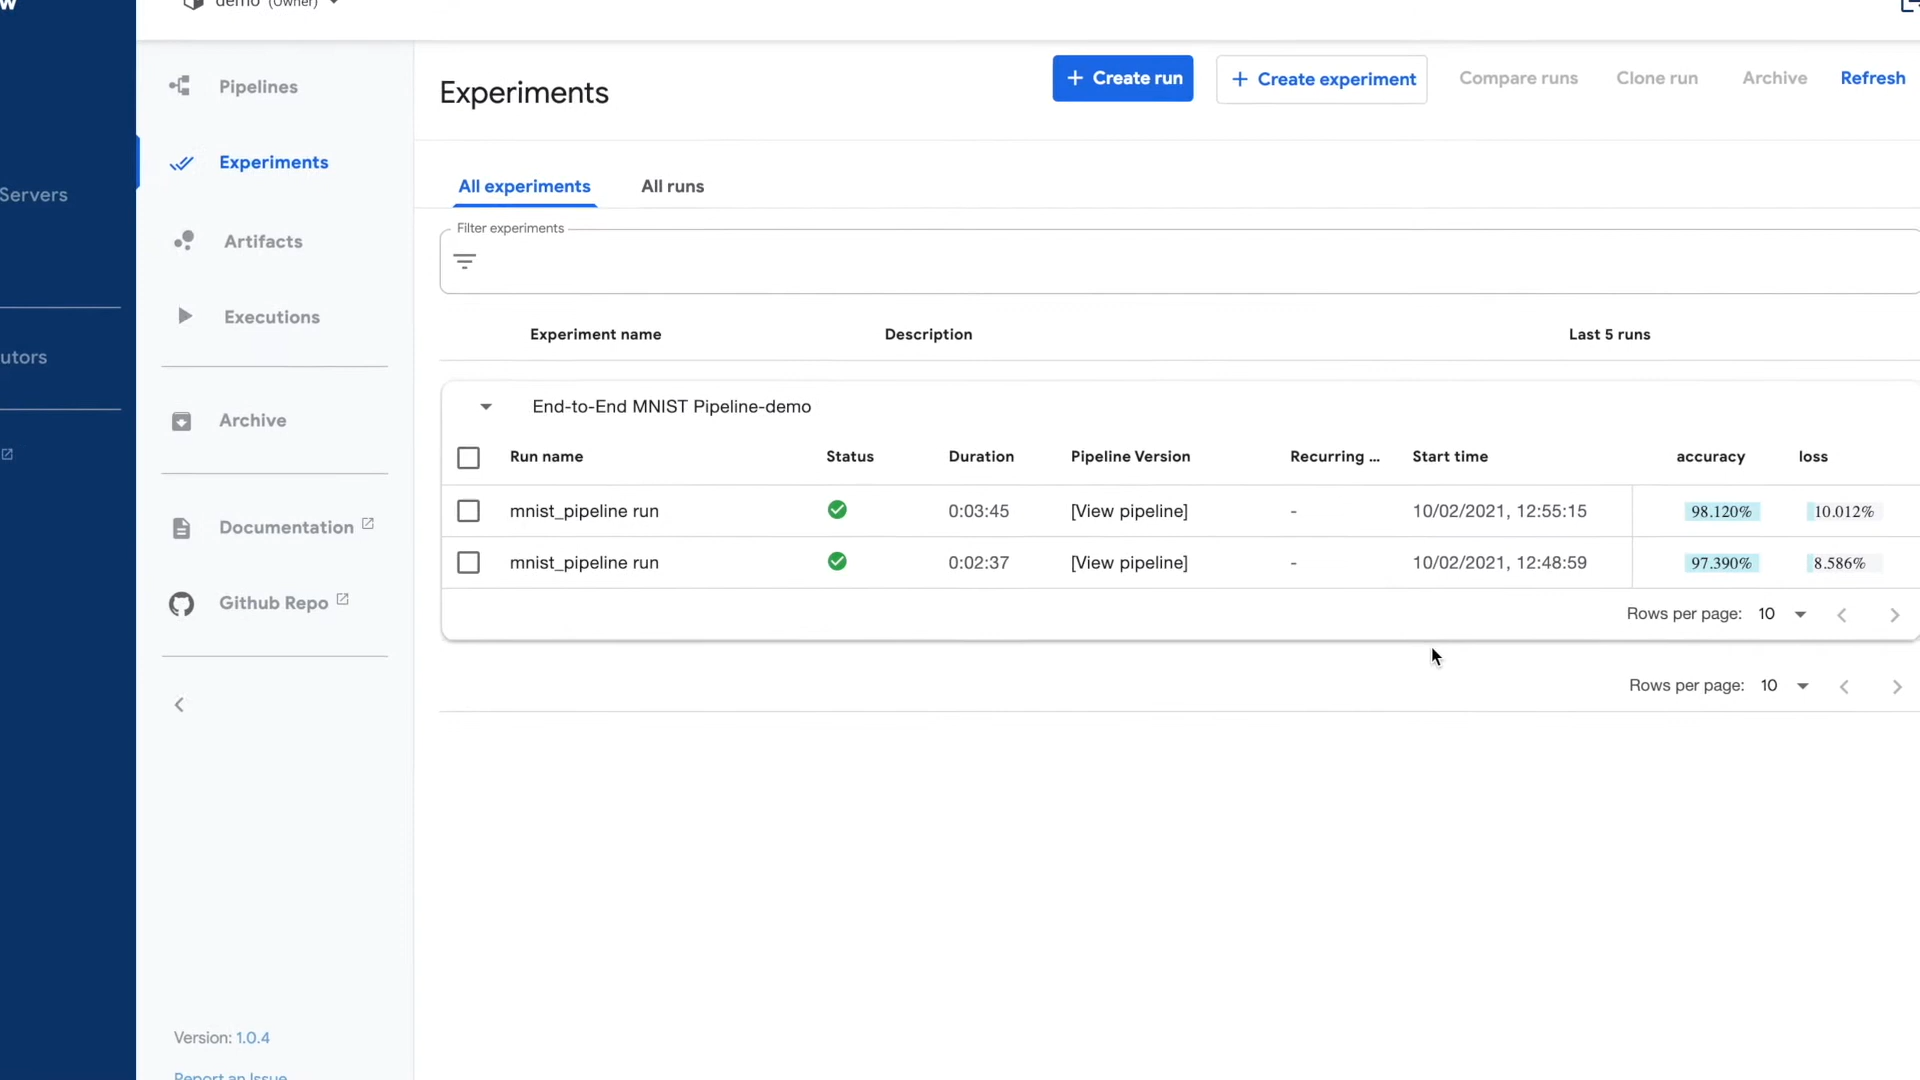 demo (Owner)
Servers
utors
Pipelines
Experiments
Artifacts
Executions
Archive
Documentation
Github Repo
Version: 1.0.4
Report an Issue
Experiments
+ Create run
+ Create experiment
Compare runs
Clone run
Archive
Refresh
All experiments
All runs
Filter experiments
Experiment name Description Last 5 runs
End-to-End MNIST Pipeline-demo
Run name Status Duration Pipeline Version Recurring ... Start time accuracy loss
mnist_pipeline run 0:03:45 [View pipeline] - 10/02/2021, 12:55:15 98.120% 10.012%
mnist_pipeline run 0:02:37 [View pipeline] - 10/02/2021, 12:48:59 97.390% 8.586%
Rows per page: 10
Rows per page: 10